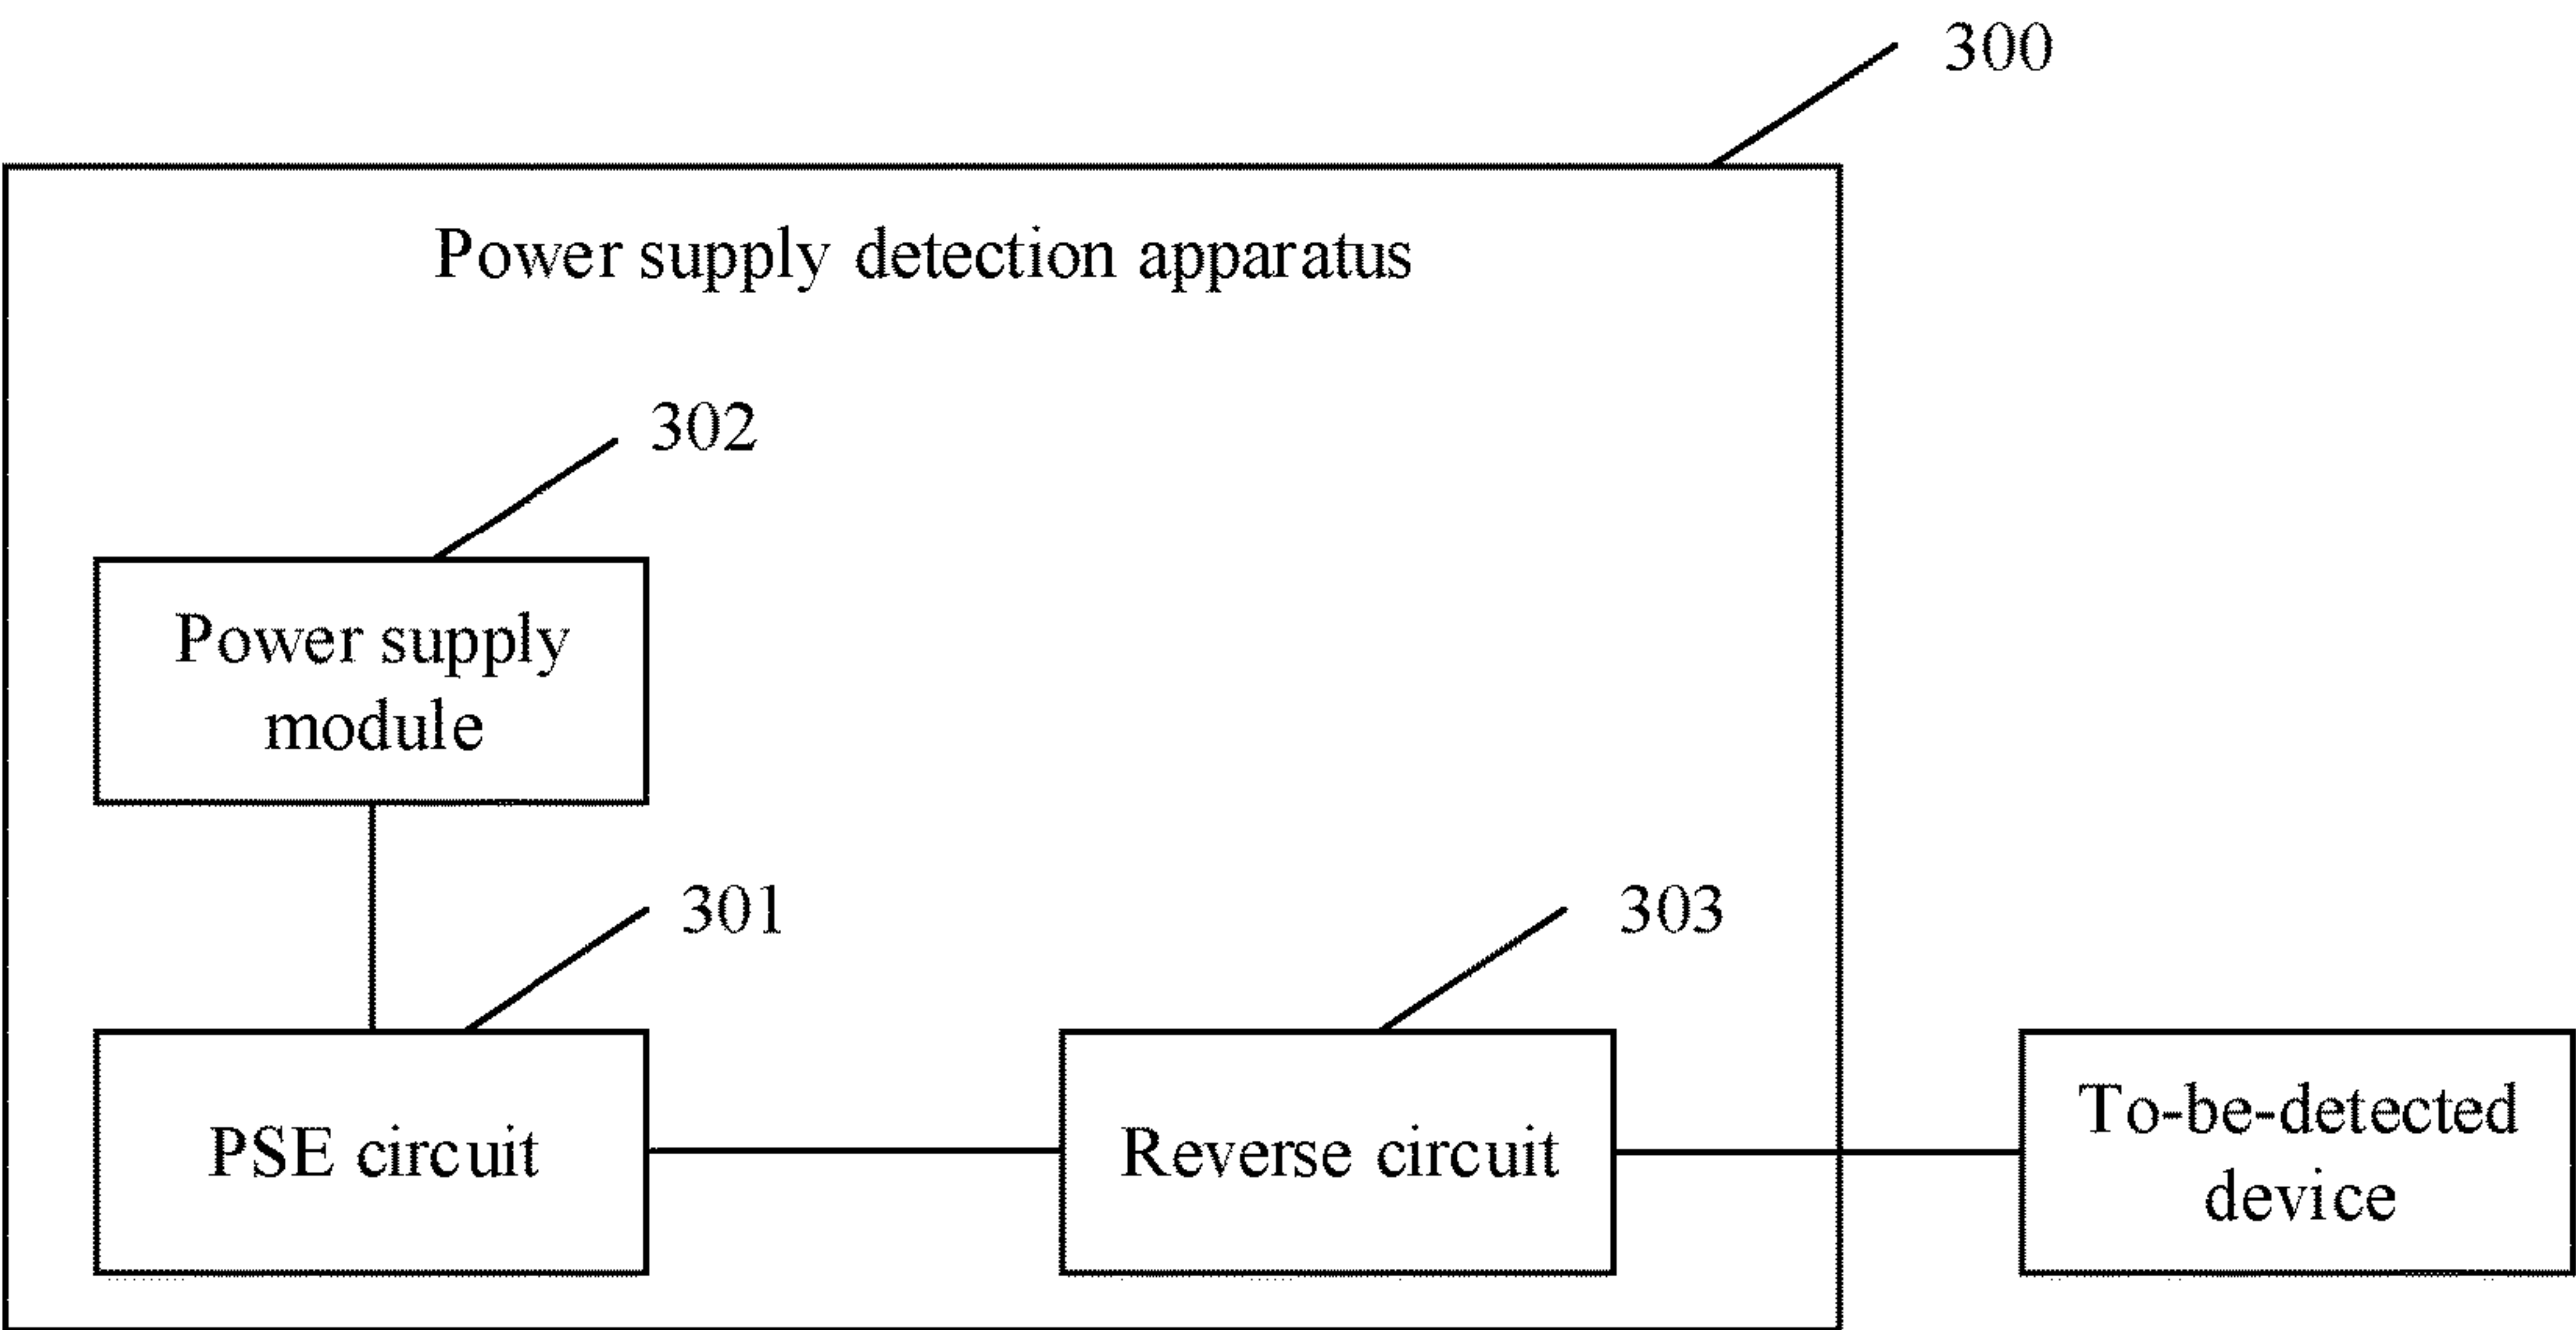 300
Power supply detection apparatus
302
Power supply
module
301
303
PSE circuit
Reverse circuit
To-be-detected
device